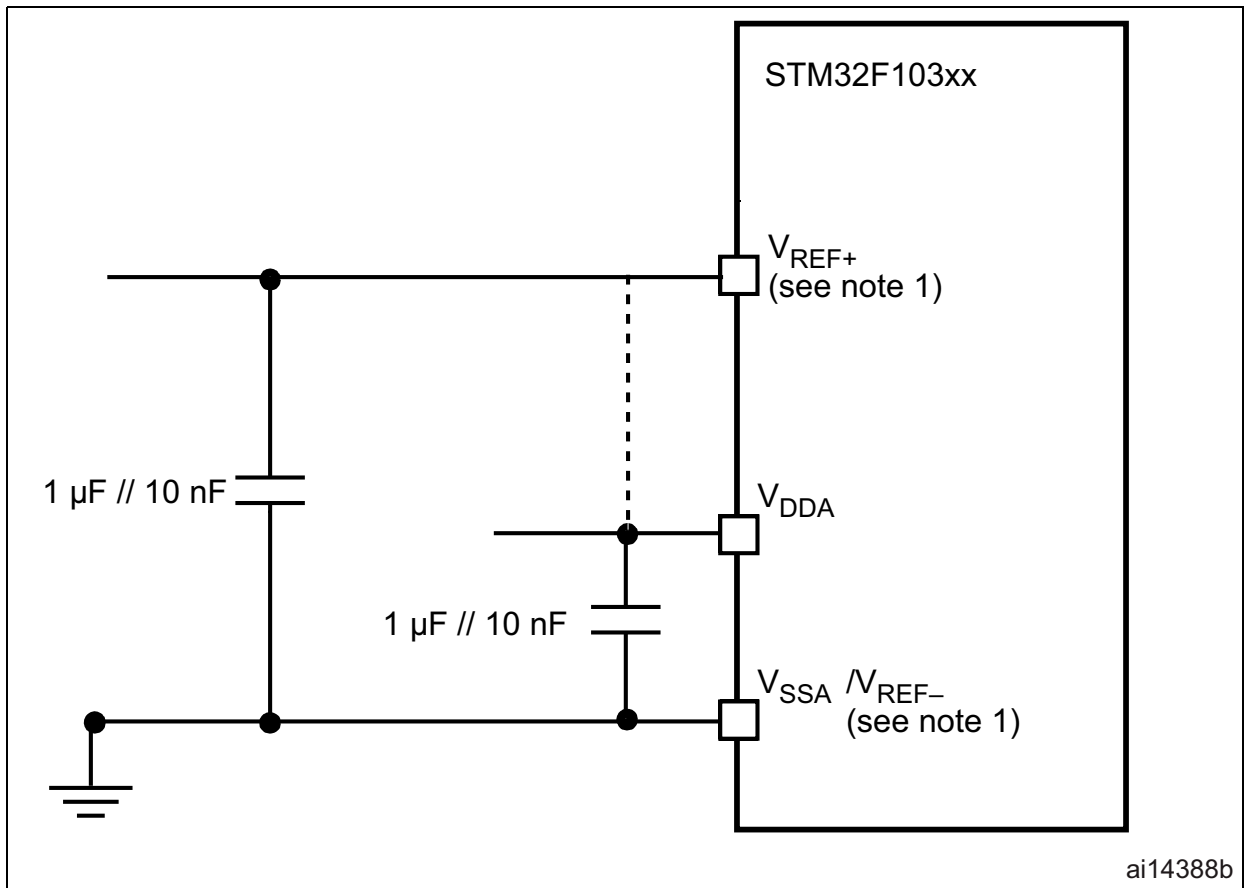 STM32F103xx
VREF+
(see note 1)
1 µF // 10 nF
VDDA
1 µF // 10 nF
VSSA /VREF–
(see note 1)
ai14388b